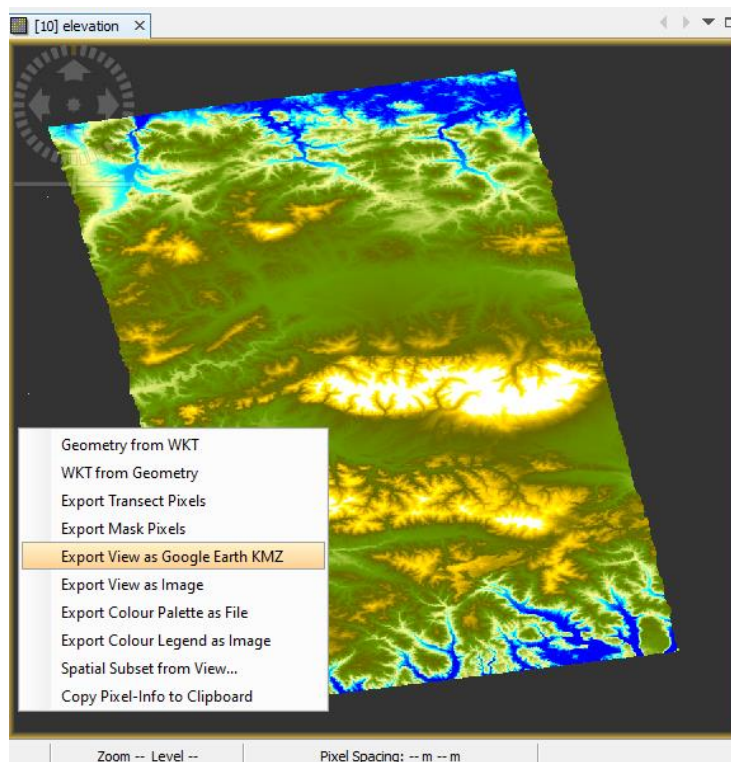 [10] elevation
Geometry from WKT
WKT from Geometry
Export Transect Pixels
Export Mask Pixels
Export View as Google Earth KMZ
Export View as Image
Export Colour Palette as File
Export Colour Legend as Image
Spatial Subset from View...
Copy Pixel-Info to Clipboard
Zoom -- Level -- Pixel Spacing: -- m -- m